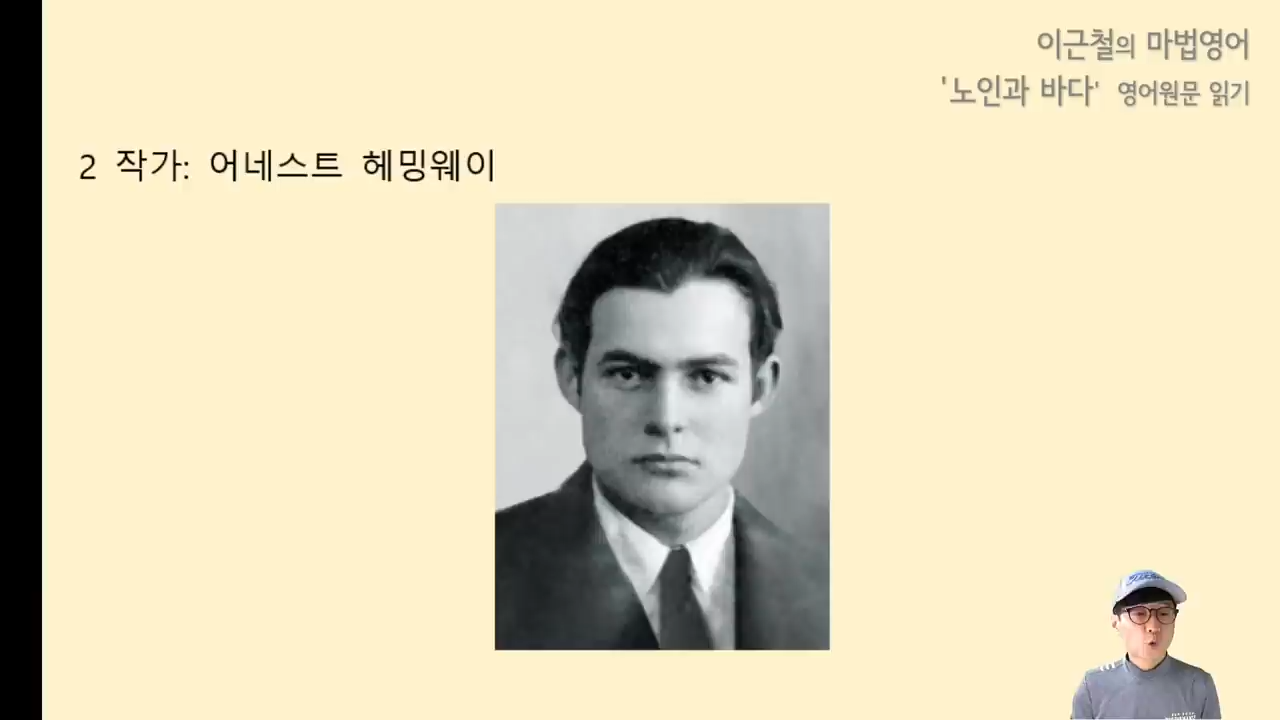 이근철의 마법영어
'노인과 바다' 영어원문 읽기
2 작가: 어네스트 헤밍웨이